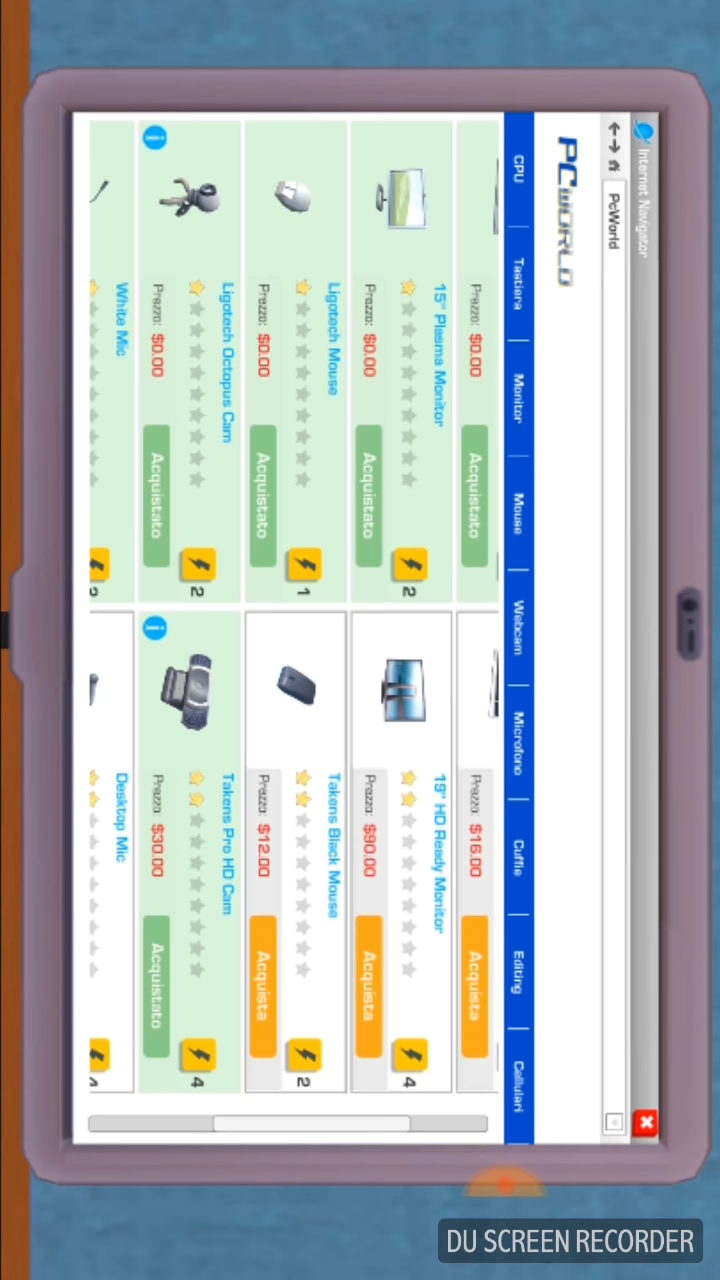 Internet Navigator
PcWorld
PCWORLD
CPU
Tastiera
Monitor
Mouse
Webcam
Microfono
Cuffie
Editing
Cellulari
Prezzo: $0.00
Acquistato
Prezzo: $16.00
Acquista
15'' Plasma Monitor
2
Prezzo: $0.00
Acquistato
19'' HD Ready Monitor
4
Prezzo: $90.00
Acquista
Ligotech Mouse
1
Prezzo: $0.00
Acquistato
Takens Black Mouse
2
Prezzo: $12.00
Acquista
Ligotech Octopus Cam
2
Prezzo: $0.00
Acquistato
Takens Pro HD Cam
4
Prezzo: $30.00
Acquistato
White Mic
Desktop Mic
DU SCREEN RECORDER